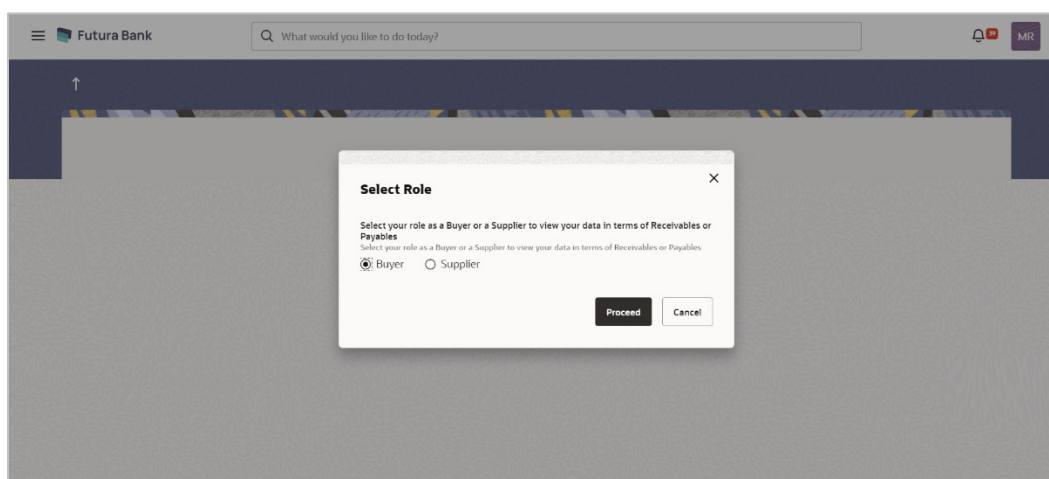 Futura Bank
What would you like to do today?
MR
Select Role
Select your role as a Buyer or a Supplier to view your data in terms of Receivables or
Payables
Select your role as a Buyer or a Supplier to view your data in terms of Receivables or Payables
Buyer Supplier
Proceed Cancel